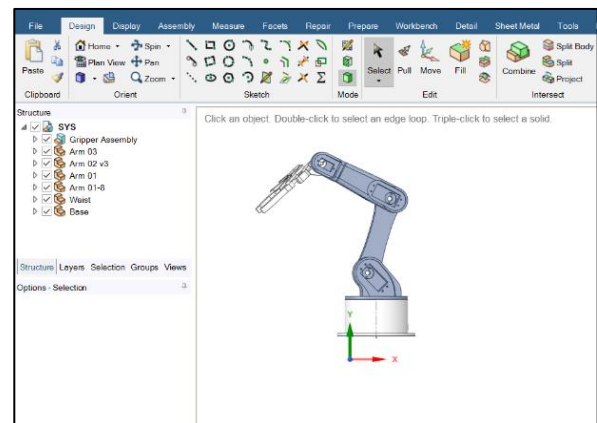 File Design Display Assembly Measure Facets Repair Prepare Workbench Detail Sheet Metal Tools
Home Spin
Plan View Pan
Zoom
Paste
Select Pull Move Fill Combine
Split Body
Split
Project
Clipboard Orient Sketch Mode Edit Intersect
Structure
SYS
Gripper Assembly
Arm 03
Arm 02 v3
Arm 01
Arm 01-8
Waist
Base
Structure Layers Selection Groups Views
Options - Selection
Click an object. Double-click to select an edge loop. Triple-click to select a solid.
Y
X